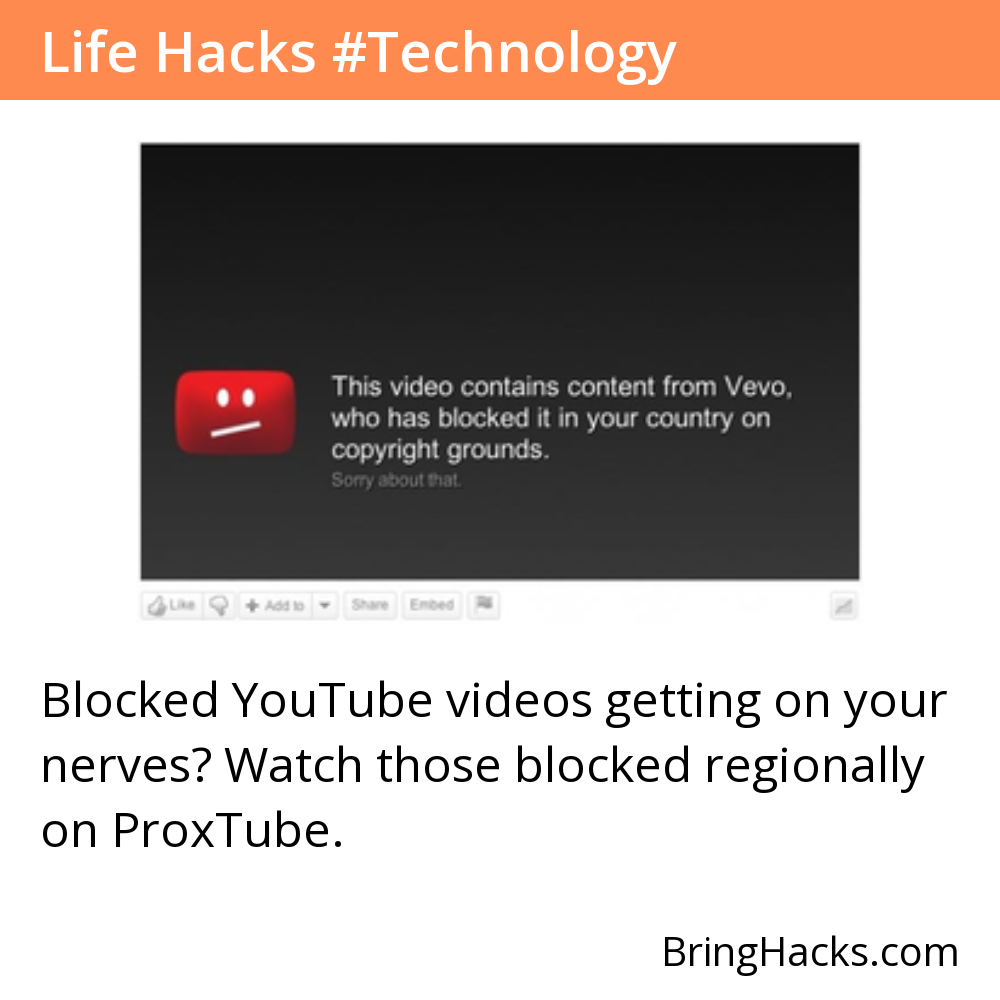 Life Hacks #Technology
This video contains content from Vevo,
who has blocked it in your country on
copyright grounds.
Sorry about that.
Like
Add to
Share
Embed
Blocked YouTube videos getting on your
nerves? Watch those blocked regionally
on ProxTube.
BringHacks.com